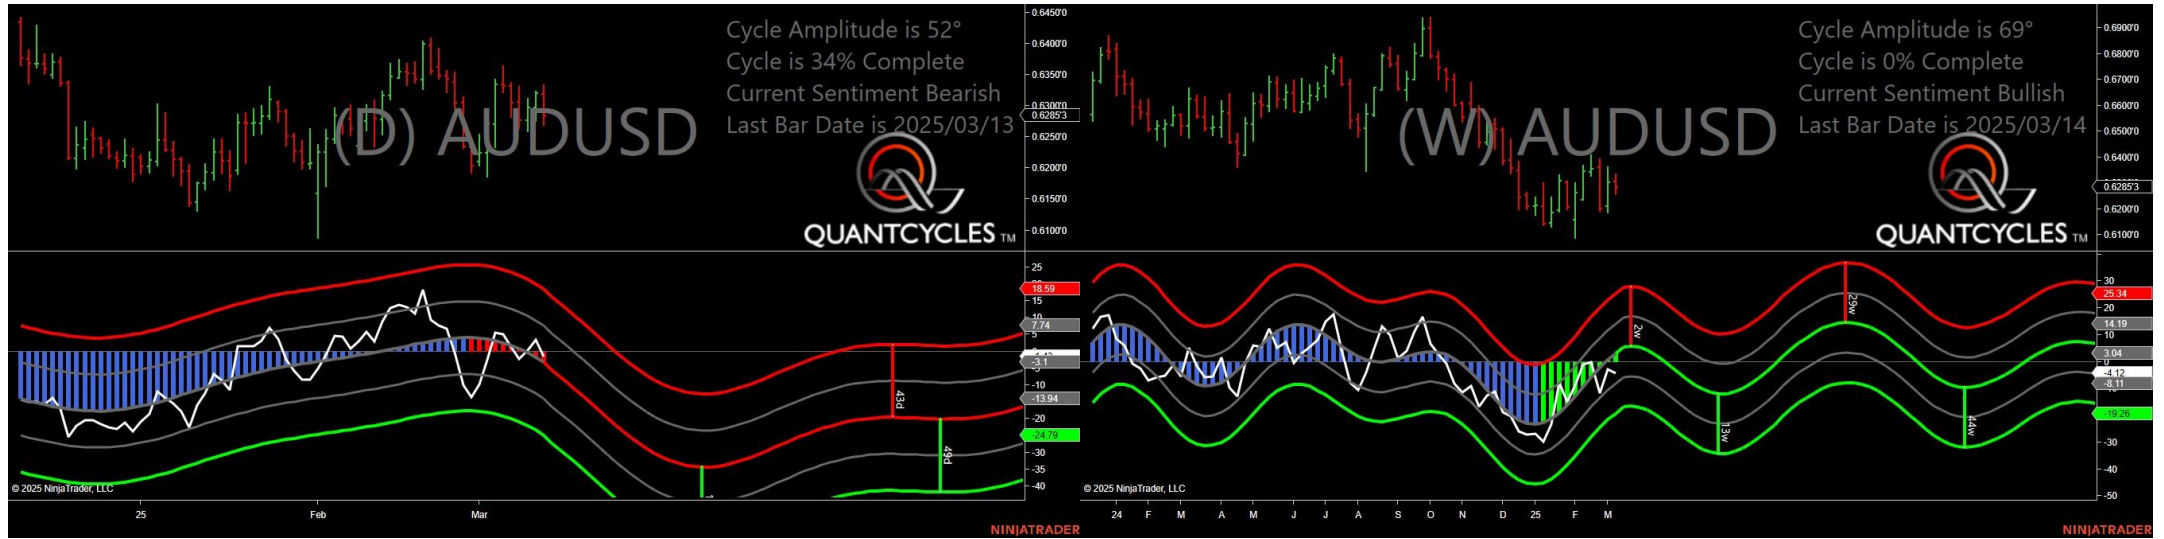 Cycle Amplitude is 52°
Cycle is 34% Complete
Current Sentiment Bearish
Last Bar Date is 2025/03/13
(D) AUDUSD
QUANTCYCLES TM
0.6450'0
0.6400'0
0.6350'0
0.6300'0
0.6285'3
0.6250'0
0.6200'0
0.6150'0
0.6100'0
25
18.59
15
10
7.74
5
-3.1
-5
-10
-13.94
-20
-24.79
-30
-35
-40
43d
49d
© 2025 NinjaTrader, LLC
25 Feb Mar
NINJATRADER
Cycle Amplitude is 69°
Cycle is 0% Complete
Current Sentiment Bullish
Last Bar Date is 2025/03/14
(W) AUDUSD
QUANTCYCLES TM
0.6900'0
0.6800'0
0.6700'0
0.6600'0
0.6500'0
0.6400'0
0.6285'3
0.6200'0
0.6100'0
30
25.34
20
14.19
10
3.04
0
-4.12
-8.11
-19.26
-30
-40
-50
2w
13w
29w
44w
© 2025 NinjaTrader, LLC
24 F M A M J J A S O N D 25 F M
NINJATRADER